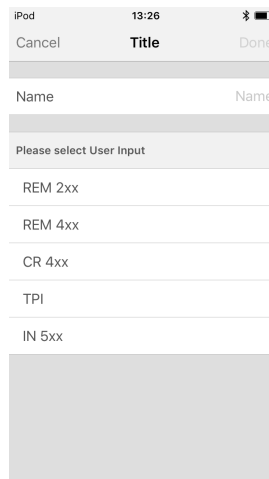 iPod 13:26
Cancel Title Done
Name Name
Please select User Input
REM 2xx
REM 4xx
CR 4xx
TPI
IN 5xx